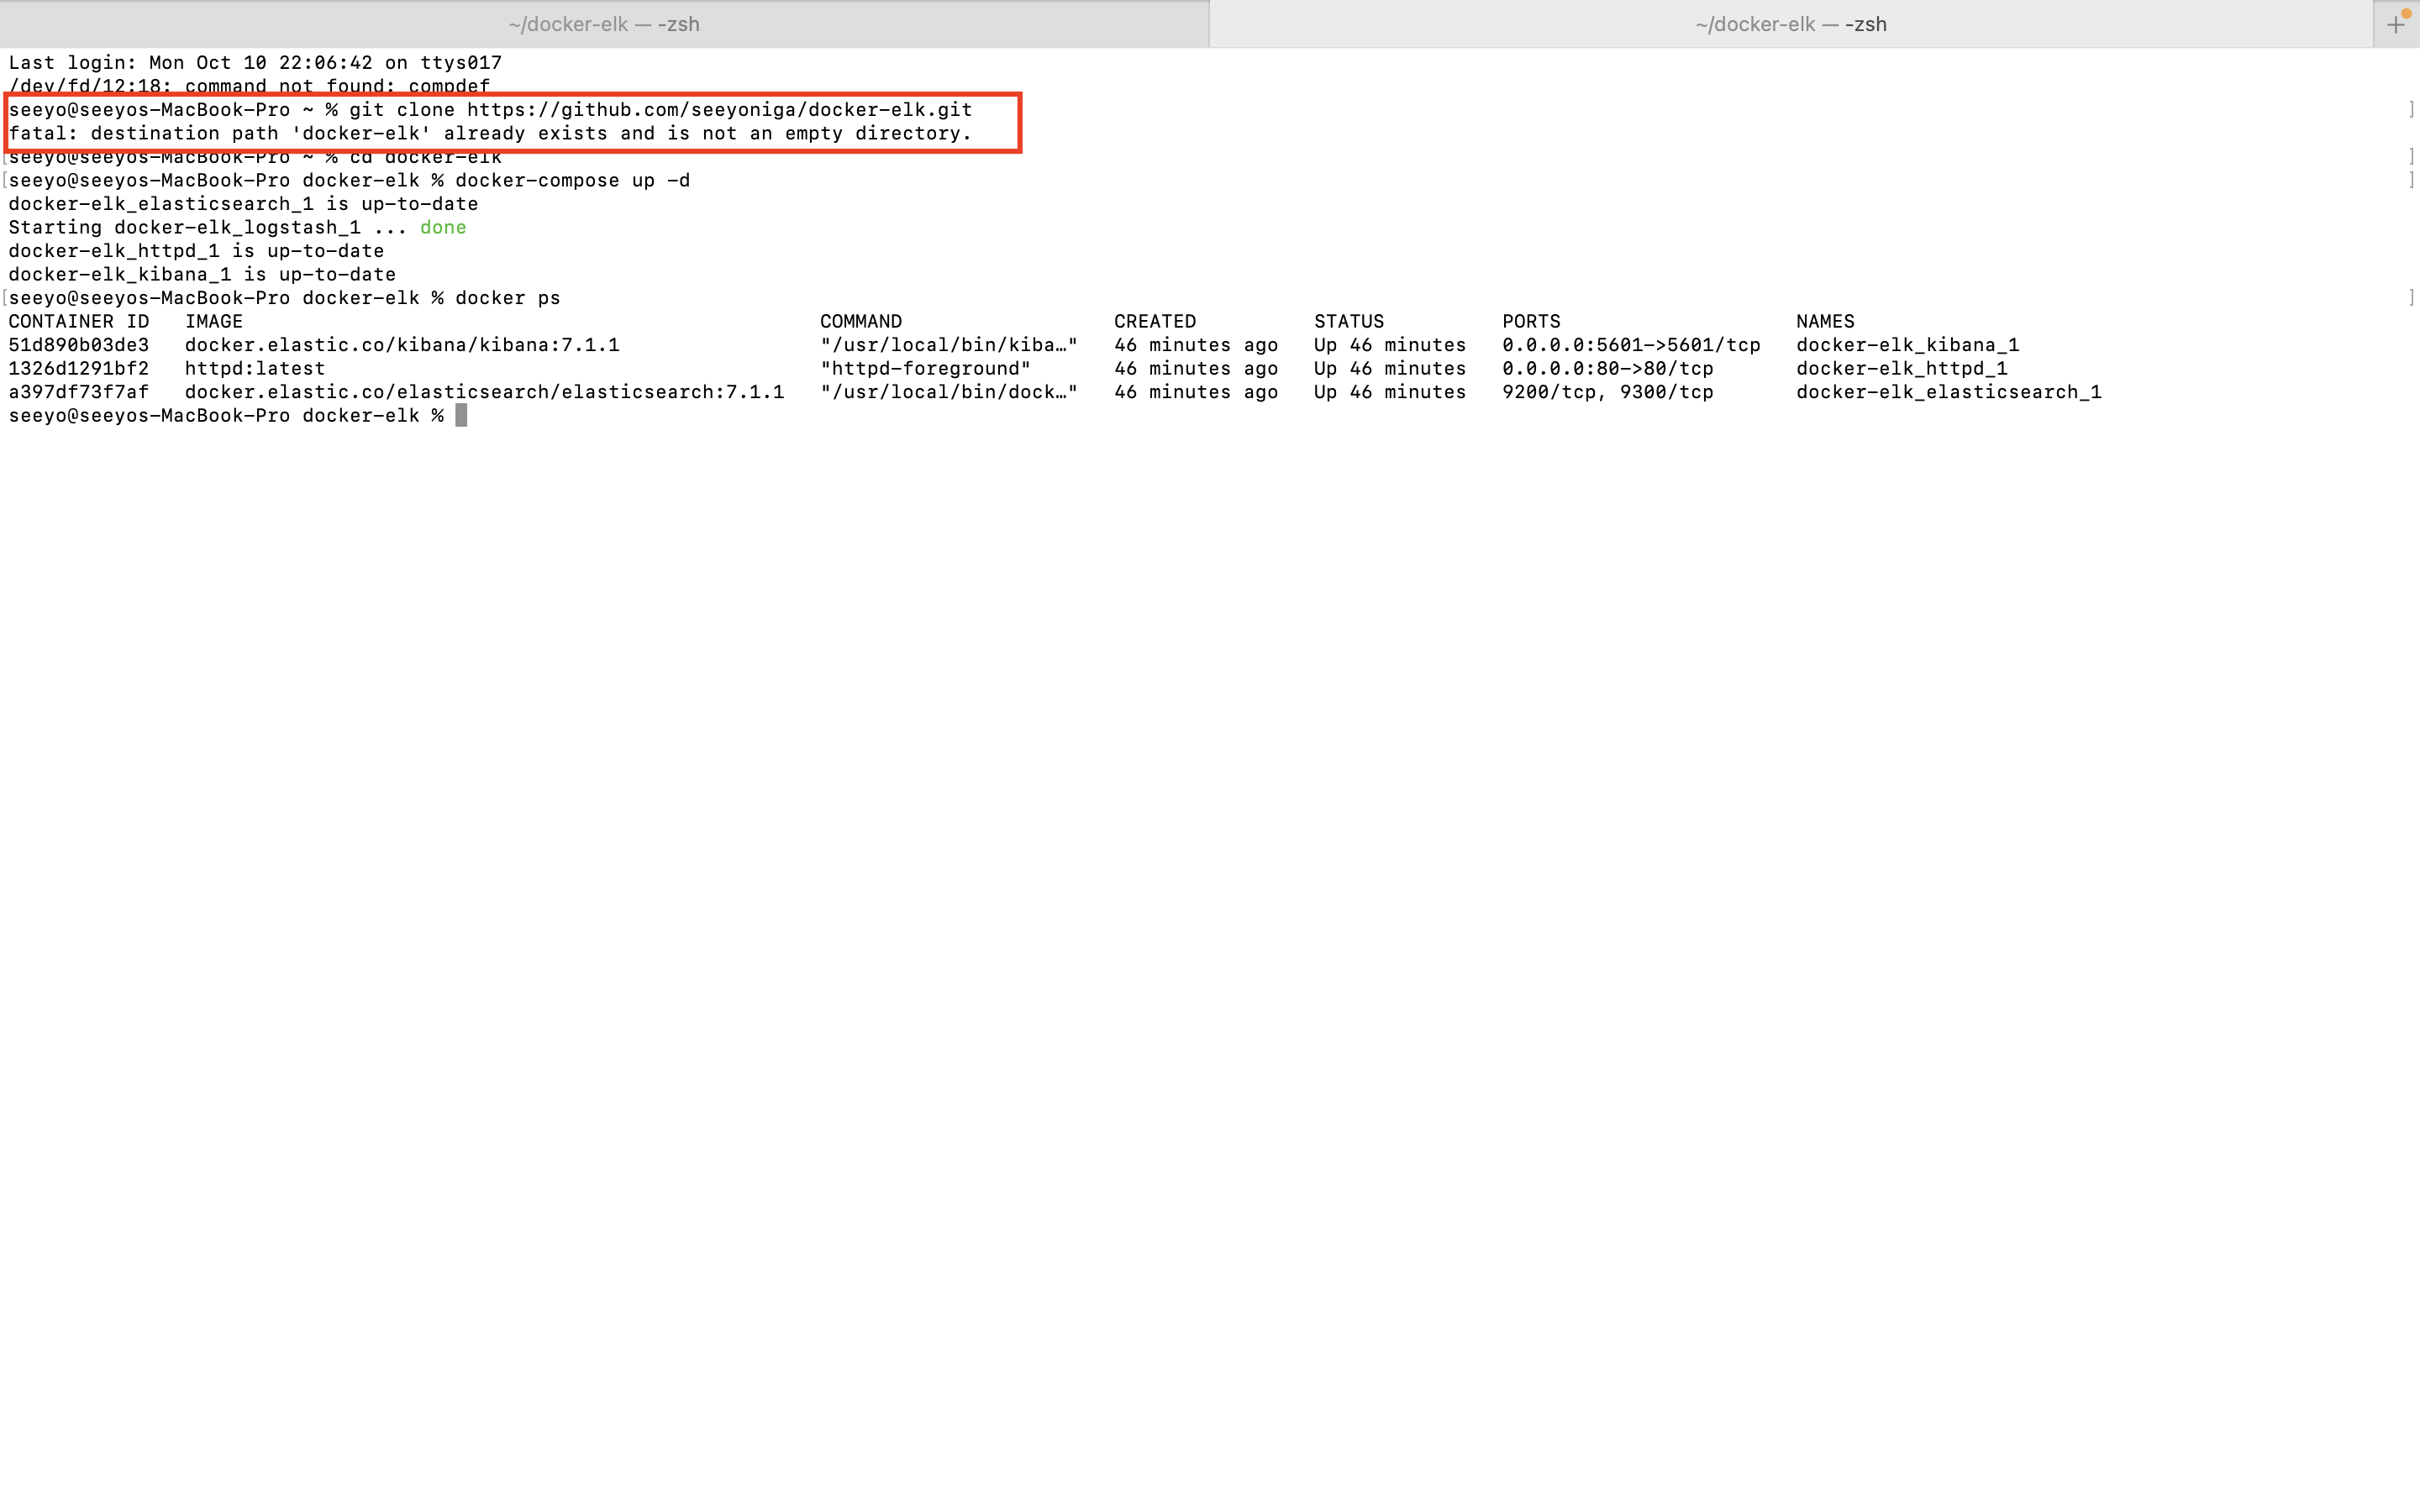 ~/docker-elk — -zsh
~/docker-elk — -zsh
+
Last login: Mon Oct 10 22:06:42 on ttys017
/dev/fd/12:18: command not found: compdef
seeyo@seeyos-MacBook-Pro ~ % git clone https://github.com/seeyoniga/docker-elk.git
fatal: destination path 'docker-elk' already exists and is not an empty directory.
[seeyo@seeyos-MacBook-Pro ~ % cd docker-elk ]
[seeyo@seeyos-MacBook-Pro docker-elk % docker-compose up -d ]
docker-elk_elasticsearch_1 is up-to-date
Starting docker-elk_logstash_1 ... done
docker-elk_httpd_1 is up-to-date
docker-elk_kibana_1 is up-to-date
[seeyo@seeyos-MacBook-Pro docker-elk % docker ps ]
CONTAINER ID   IMAGE                                                 COMMAND                  CREATED          STATUS          PORTS                    NAMES
51d890b03de3   docker.elastic.co/kibana/kibana:7.1.1                 "/usr/local/bin/kiba…"   46 minutes ago   Up 46 minutes   0.0.0.0:5601->5601/tcp   docker-elk_kibana_1
1326d1291bf2   httpd:latest                                          "httpd-foreground"       46 minutes ago   Up 46 minutes   0.0.0.0:80->80/tcp       docker-elk_httpd_1
a397df73f7af   docker.elastic.co/elasticsearch/elasticsearch:7.1.1   "/usr/local/bin/dock…"   46 minutes ago   Up 46 minutes   9200/tcp, 9300/tcp       docker-elk_elasticsearch_1
seeyo@seeyos-MacBook-Pro docker-elk %